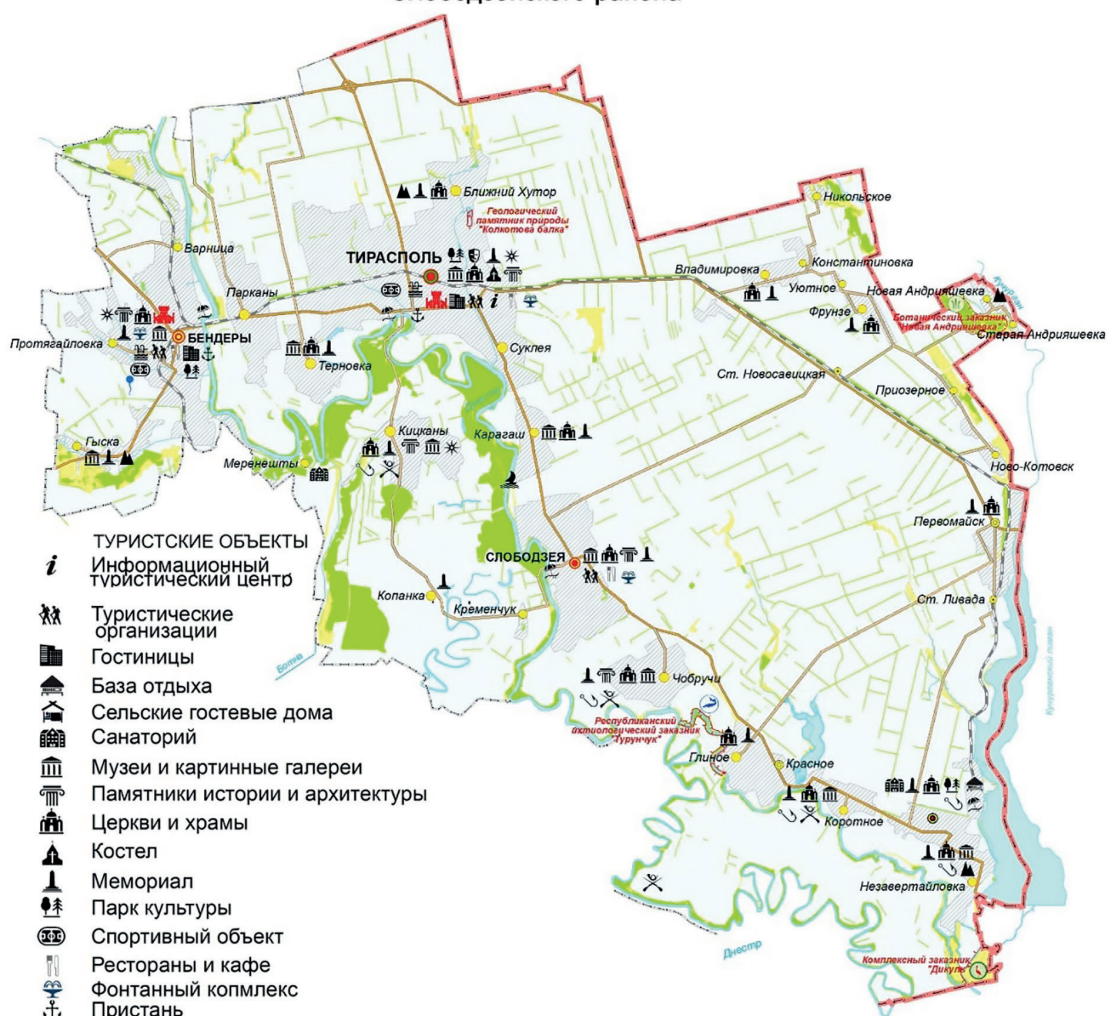 Никольское
Ближний Хутор
Геологический
памятник природы
"Колкотова балка"
Варница
ТИРАСПОЛЬ
Константиновка
Владимировка
Уютное
Новая Андрияшевка
Кучурган
Парканы
Фрунзе
Ботанический заказник
"Новая Андрияшевка"
Старая Андрияшевка
БЕНДЕРЫ
Протягайловка
Суклея
Терновка
Ст. Новосавицкая
Приозерное
Кицканы
Карагаш
Гыска
Меренешты
Ново-Котовск
Первомайск
СЛОБОДЗЕЯ
Копанка
Кременчук
Ст. Ливада
Ботна
Кучурганский лиман
Чобручи
Республиканский
ихтиологический заказник
"Турунчук"
Глиное
Красное
Коротное
Незавертайловка
Днестр
Комплексный заказник
"Дикуль"
ТУРИСТСКИЕ ОБЪЕКТЫ
i Информационный
туристический центр
Туристические
организации
Гостиницы
База отдыха
Сельские гостевые дома
Санаторий
Музеи и картинные галереи
Памятники истории и архитектуры
Церкви и храмы
Костел
Мемориал
Парк культуры
Спортивный объект
Рестораны и кафе
Фонтанный копмлекс
Пристань